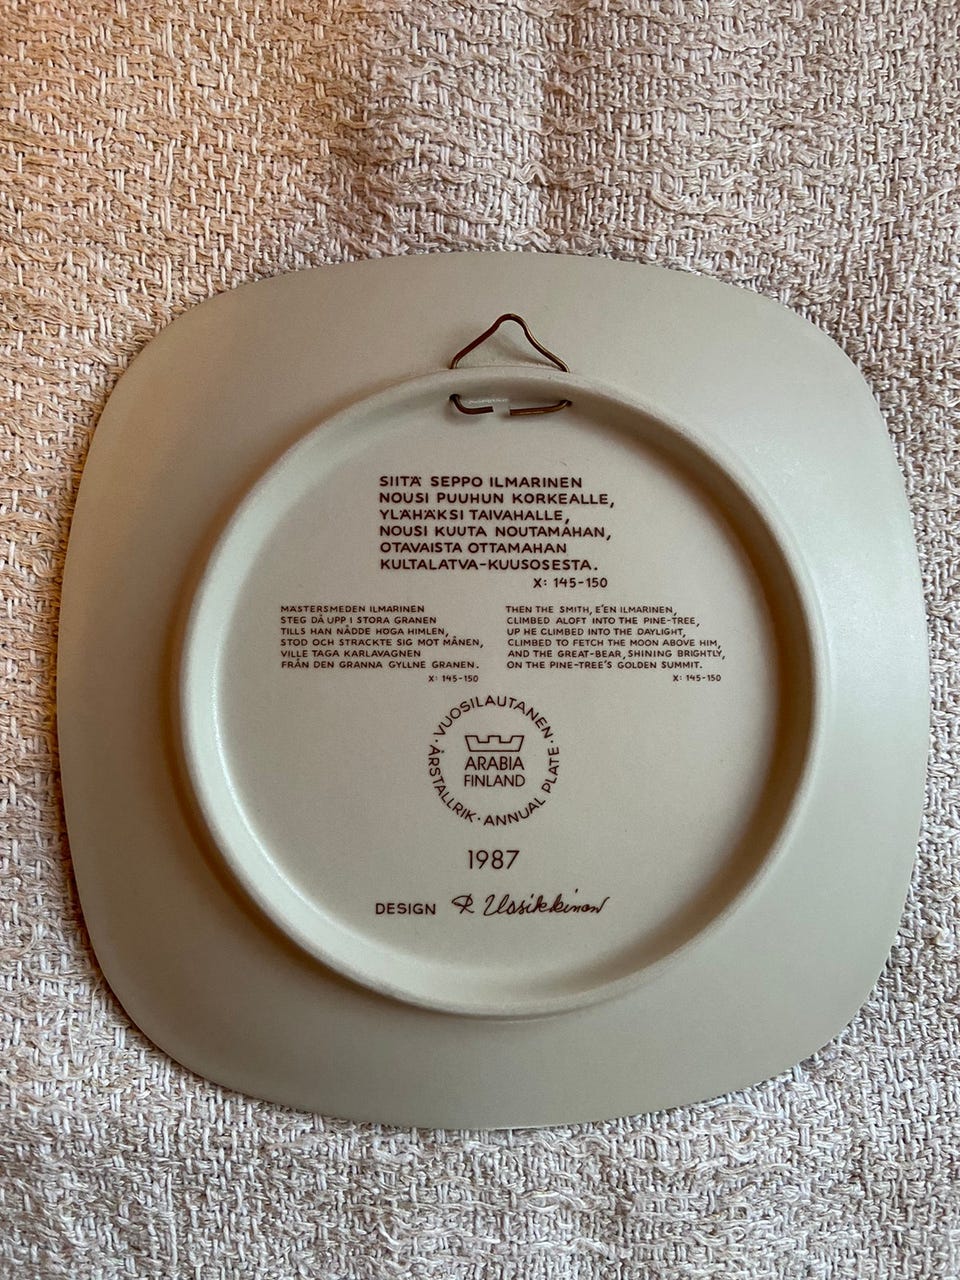 SIITÄ SEPPO ILMARINEN
NOUSI PUUHUN KORKEALLE,
YLÄHÄKSI TAIVAHALLE,
NOUSI KUUTA NOUTAMAHAN,
OTAVAISTA OTTAMAHAN
KULTALATVA-KUUSOSESTA.
X: 145-150
MÄSTERSMEDEN ILMARINEN
STEG DÅ UPP I STORA GRANEN
TILLS HAN NÅDDE HÖGA HIMLEN,
STOD OCH STRÄCKTE SIG MOT MÅNEN,
VILLE TAGA KARLAVAGNEN
FRÅN DEN GRANNA GYLLNE GRANEN.
X: 145-150
THEN THE SMITH, E'EN ILMARINEN,
CLIMBED ALOFT INTO THE PINE-TREE,
UP HE CLIMBED INTO THE DAYLIGHT,
CLIMBED TO FETCH THE MOON ABOVE HIM,
AND THE GREAT-BEAR, SHINING BRIGHTLY,
ON THE PINE-TREE'S GOLDEN SUMMIT.
X: 145-150
· VUOSILAUTANEN · ANNUAL PLATE · ÅRSTALLRIK
ARABIA
FINLAND
1987
DESIGN R Uosikkinen